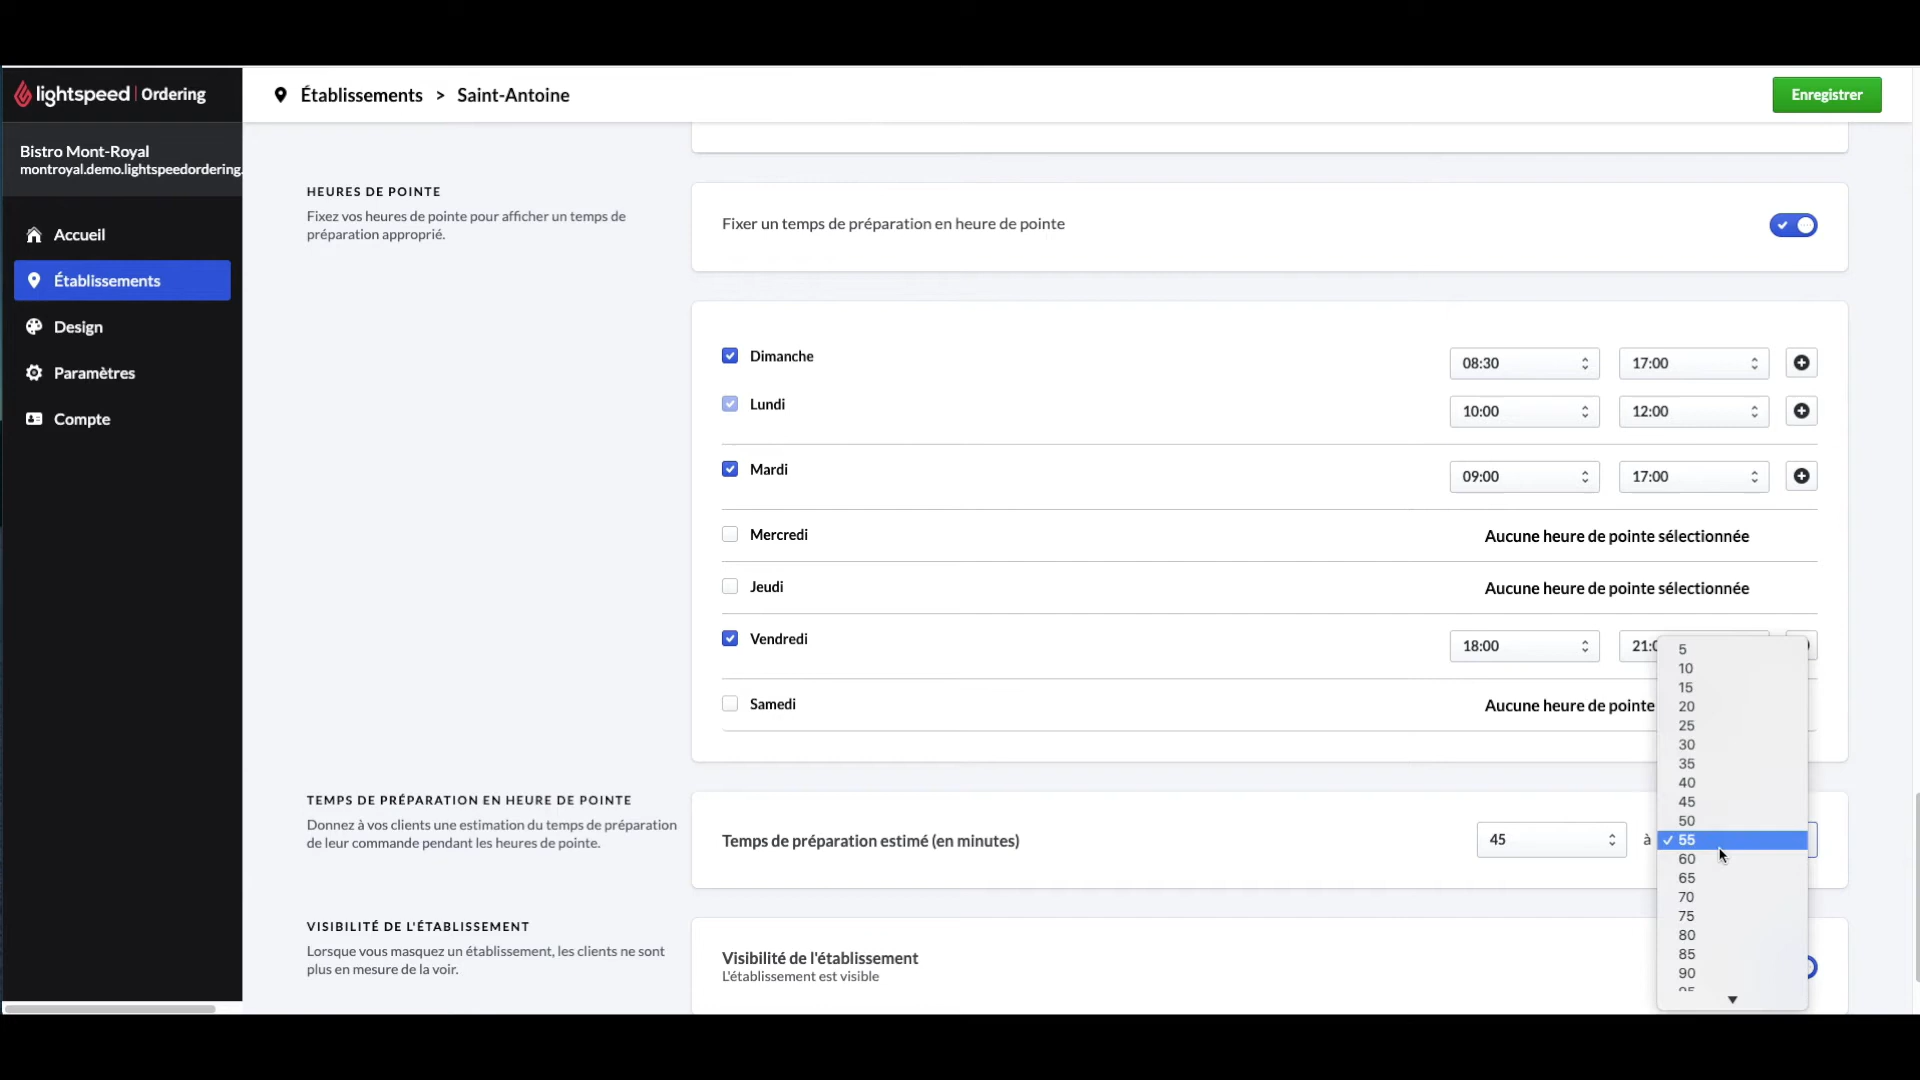 lightspeed | Ordering
Établissements > Saint-Antoine
Enregistrer
Bistro Mont-Royal
montroyal.demo.lightspeedordering.
Accueil
Établissements
Design
Paramètres
Compte
HEURES DE POINTE
Fixez vos heures de pointe pour afficher un temps de
préparation approprié.
Fixer un temps de préparation en heure de pointe
Dimanche 08:30 17:00
Lundi 10:00 12:00
Mardi 09:00 17:00
Mercredi Aucune heure de pointe sélectionnée
Jeudi Aucune heure de pointe sélectionnée
Vendredi 18:00
Samedi Aucune heure de pointe
TEMPS DE PRÉPARATION EN HEURE DE POINTE
Donnez à vos clients une estimation du temps de préparation
de leur commande pendant les heures de pointe.
Temps de préparation estimé (en minutes) 45 à
5
10
15
20
25
30
35
40
45
50
✓ 55
60
65
70
75
80
85
90
VISIBILITÉ DE L'ÉTABLISSEMENT
Lorsque vous masquez un établissement, les clients ne sont
plus en mesure de la voir.
Visibilité de l'établissement
L'établissement est visible